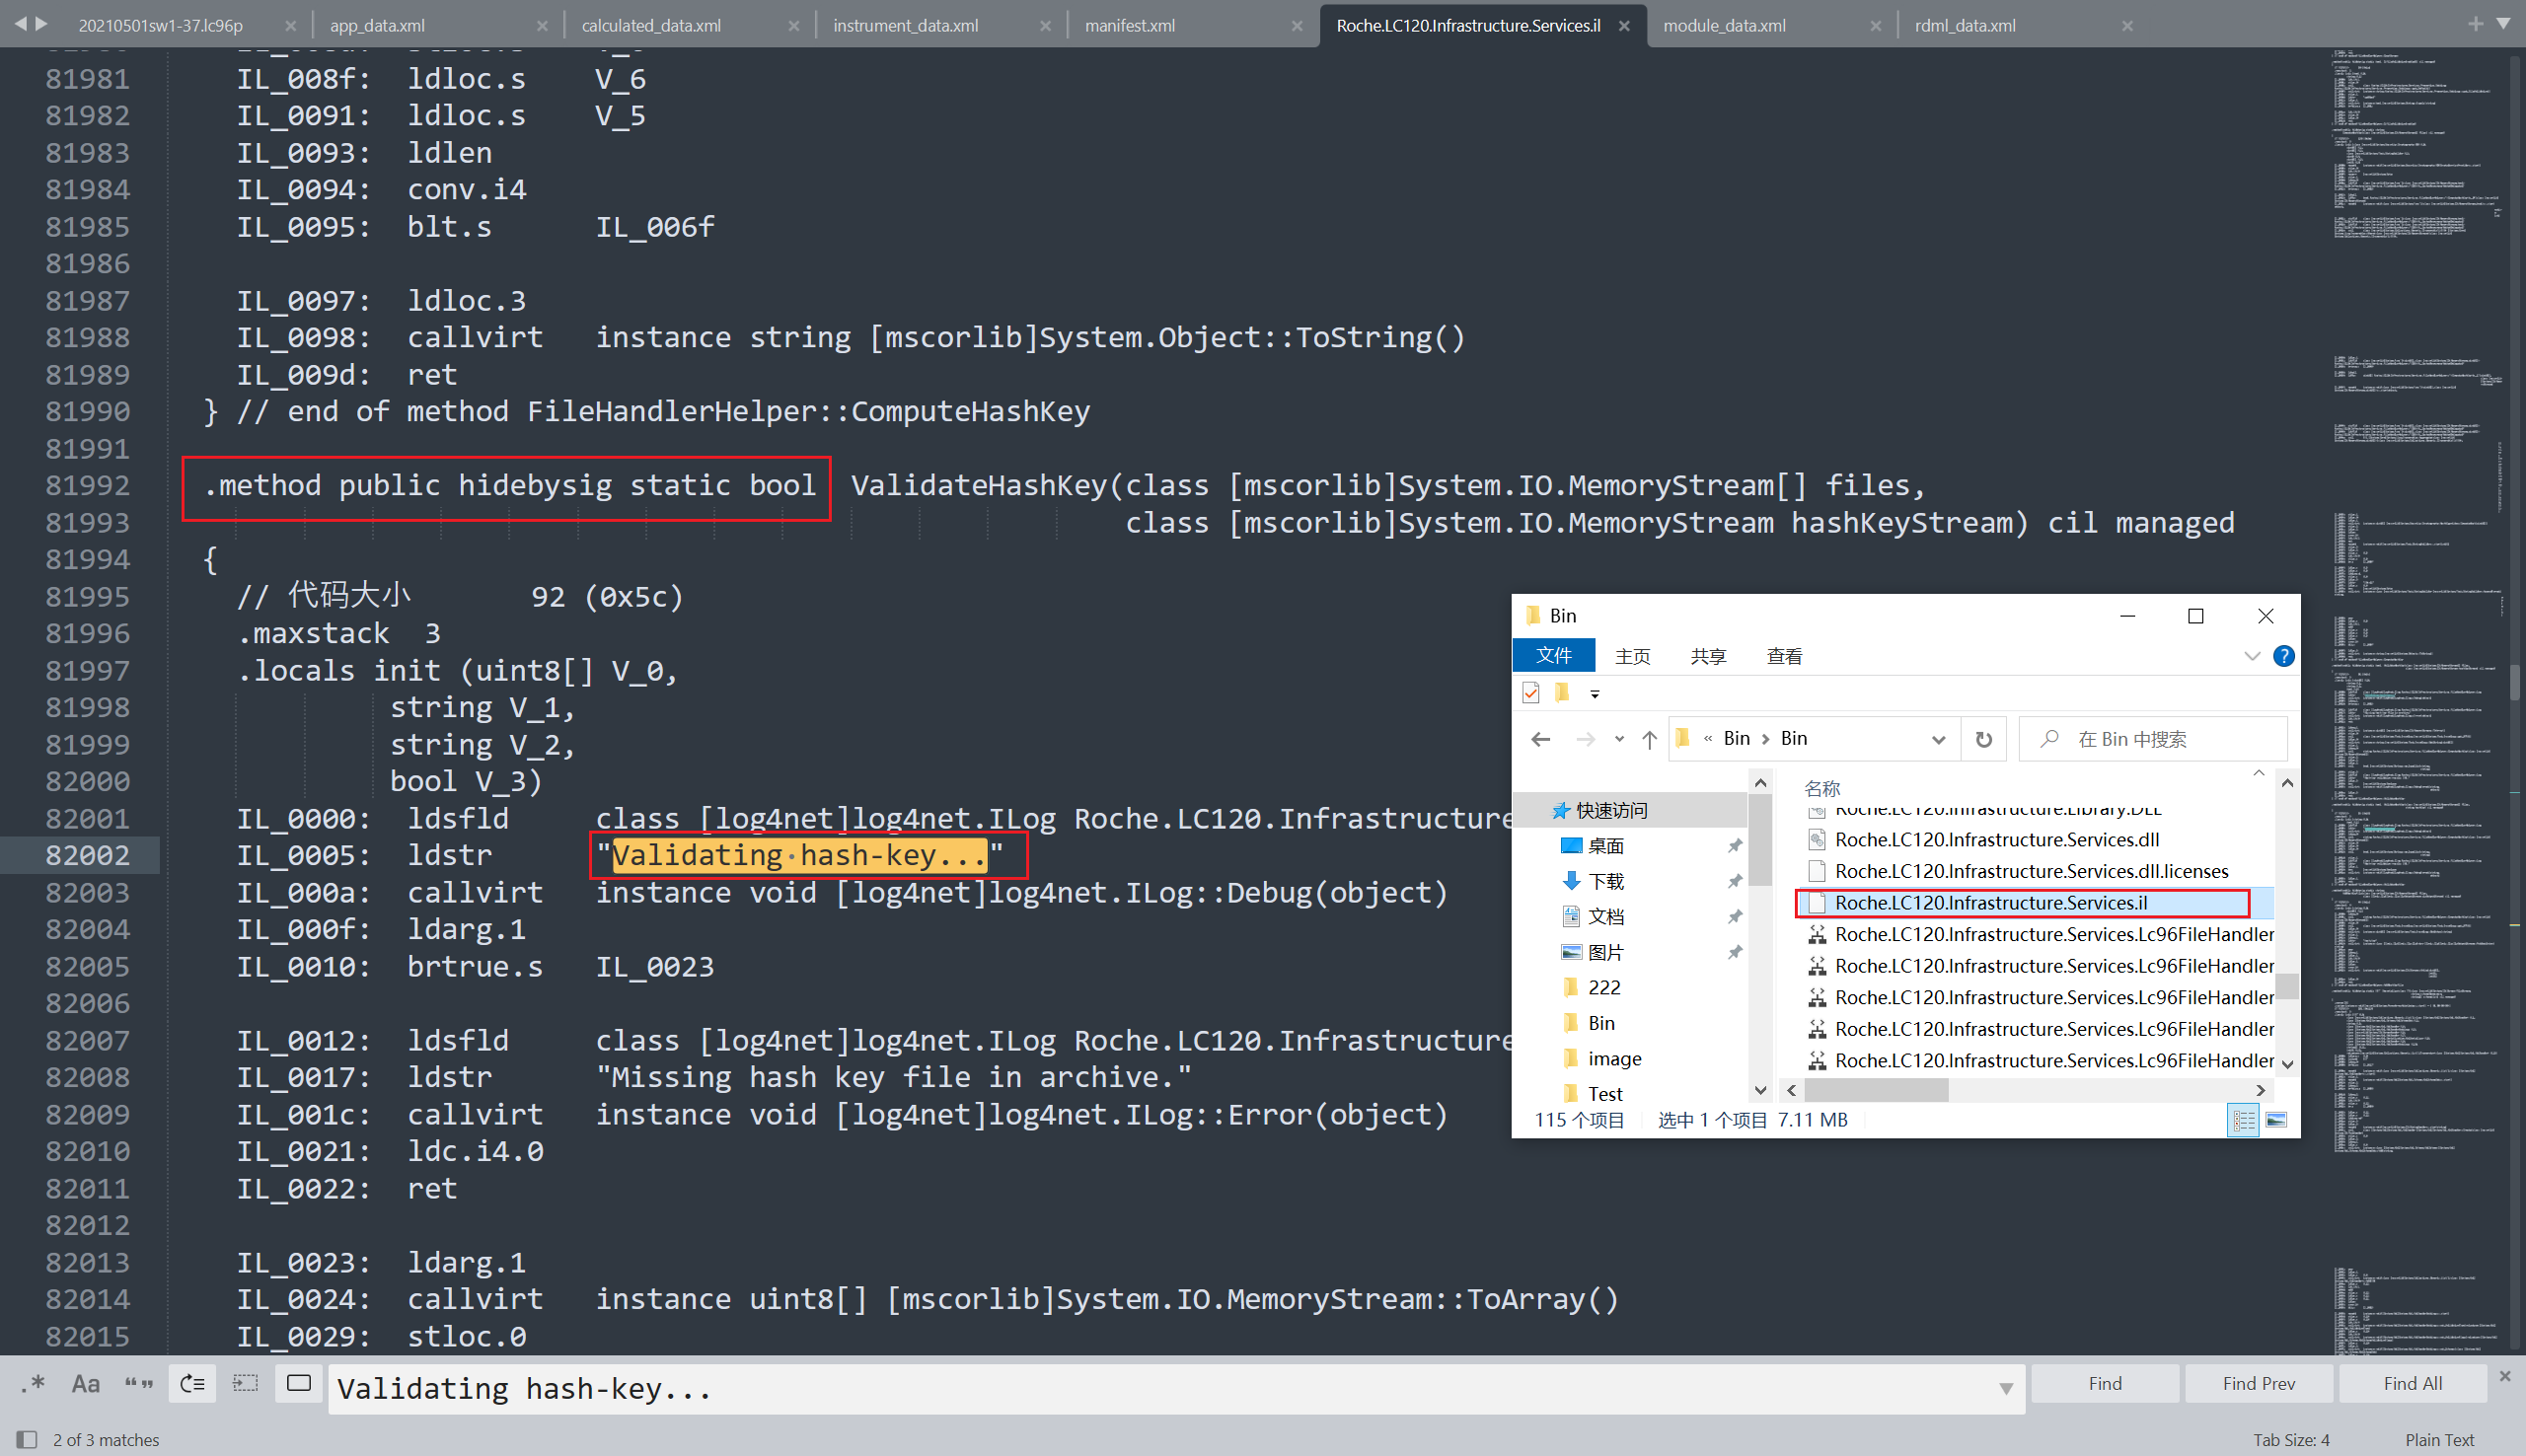 20210501sw1-37.lc96p × app_data.xml × calculated_data.xml × instrument_data.xml × manifest.xml × Roche.LC120.Infrastructure.Services.il × module_data.xml × rdml_data.xml ×
81981 IL_008f: ldloc.s V_6
81982 IL_0091: ldloc.s V_5
81983 IL_0093: ldlen
81984 IL_0094: conv.i4
81985 IL_0095: blt.s IL_006f
81986
81987 IL_0097: ldloc.3
81988 IL_0098: callvirt instance string [mscorlib]System.Object::ToString()
81989 IL_009d: ret
81990 } // end of method FileHandlerHelper::ComputeHashKey
81991
81992 .method public hidebysig static bool ValidateHashKey(class [mscorlib]System.IO.MemoryStream[] files,
81993 class [mscorlib]System.IO.MemoryStream hashKeyStream) cil managed
81994 {
81995 // 代码大小 92 (0x5c)
81996 .maxstack 3
81997 .locals init (uint8[] V_0,
81998 string V_1,
81999 string V_2,
82000 bool V_3)
82001 IL_0000: ldsfld class [log4net]log4net.ILog Roche.LC120.Infrastructure
82002 IL_0005: ldstr "Validating hash-key..."
82003 IL_000a: callvirt instance void [log4net]log4net.ILog::Debug(object)
82004 IL_000f: ldarg.1
82005 IL_0010: brtrue.s IL_0023
82006
82007 IL_0012: ldsfld class [log4net]log4net.ILog Roche.LC120.Infrastructure
82008 IL_0017: ldstr "Missing hash key file in archive."
82009 IL_001c: callvirt instance void [log4net]log4net.ILog::Error(object)
82010 IL_0021: ldc.i4.0
82011 IL_0022: ret
82012
82013 IL_0023: ldarg.1
82014 IL_0024: callvirt instance uint8[] [mscorlib]System.IO.MemoryStream::ToArray()
82015 IL_0029: stloc.0
Bin
文件 主页 共享 查看
« Bin › Bin
在 Bin 中搜索
快速访问
桌面
下载
文档
图片
222
Bin
image
Test
名称
Roche.LC120.Infrastructure.Library.DLL
Roche.LC120.Infrastructure.Services.dll
Roche.LC120.Infrastructure.Services.dll.licenses
Roche.LC120.Infrastructure.Services.il
Roche.LC120.Infrastructure.Services.Lc96FileHandler
Roche.LC120.Infrastructure.Services.Lc96FileHandler
Roche.LC120.Infrastructure.Services.Lc96FileHandler
Roche.LC120.Infrastructure.Services.Lc96FileHandler
Roche.LC120.Infrastructure.Services.Lc96FileHandler
115 个项目 选中 1 个项目 7.11 MB
.* Aa “” Validating hash-key... Find Find Prev Find All ×
2 of 3 matches Tab Size: 4 Plain Text